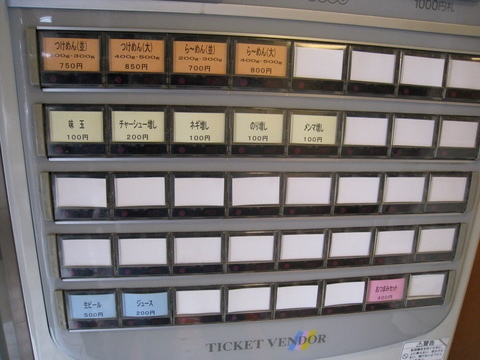 1000円札
つけめん(並)
200g・300g
750円
つけめん(大)
400g・500g
850円
らーめん(並)
200g・300g
700円
らーめん(大)
400g・500g
800円
味玉
100円
チャーシュー増し
200円
ネギ増し
100円
のり増し
100円
メンマ増し
100円
生ビール
500円
ジュース
200円
おつまみセット
400円
TICKET VENDOR